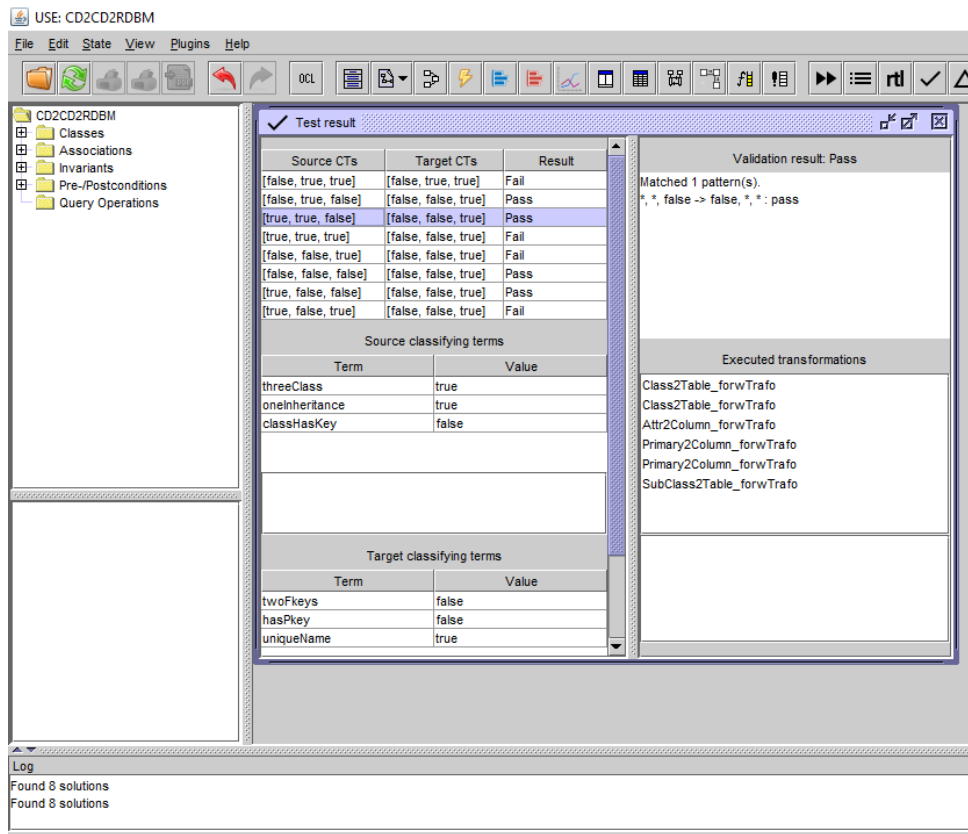 USE: CD2CD2RDBM
File Edit State View Plugins Help
OCL rtl
CD2CD2RDBM
Classes
Associations
Invariants
Pre-/Postconditions
Query Operations
Test result
Source CTs Target CTs Result
[false, true, true] [false, true, true] Fail
[false, true, false] [false, false, true] Pass
[true, true, false] [false, false, true] Pass
[true, true, true] [false, false, true] Fail
[false, false, true] [false, false, true] Fail
[false, false, false] [false, false, true] Pass
[true, false, false] [false, false, true] Pass
[true, false, true] [false, false, true] Fail
Source classifying terms
Term Value
threeClass true
oneInheritance true
classHasKey false
Target classifying terms
Term Value
twoFkeys false
hasPkey false
uniqueName true
Validation result: Pass
Matched 1 pattern(s).
*, *, false -> false, *, * : pass
Executed transformations
Class2Table_forwTrafo
Class2Table_forwTrafo
Attr2Column_forwTrafo
Primary2Column_forwTrafo
Primary2Column_forwTrafo
SubClass2Table_forwTrafo
Log
Found 8 solutions
Found 8 solutions